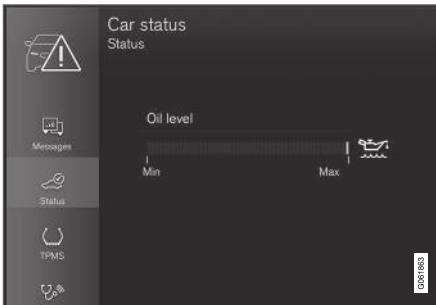 Car status
Status
Messages
Status
TPMS
Oil level
Min Max
G061863